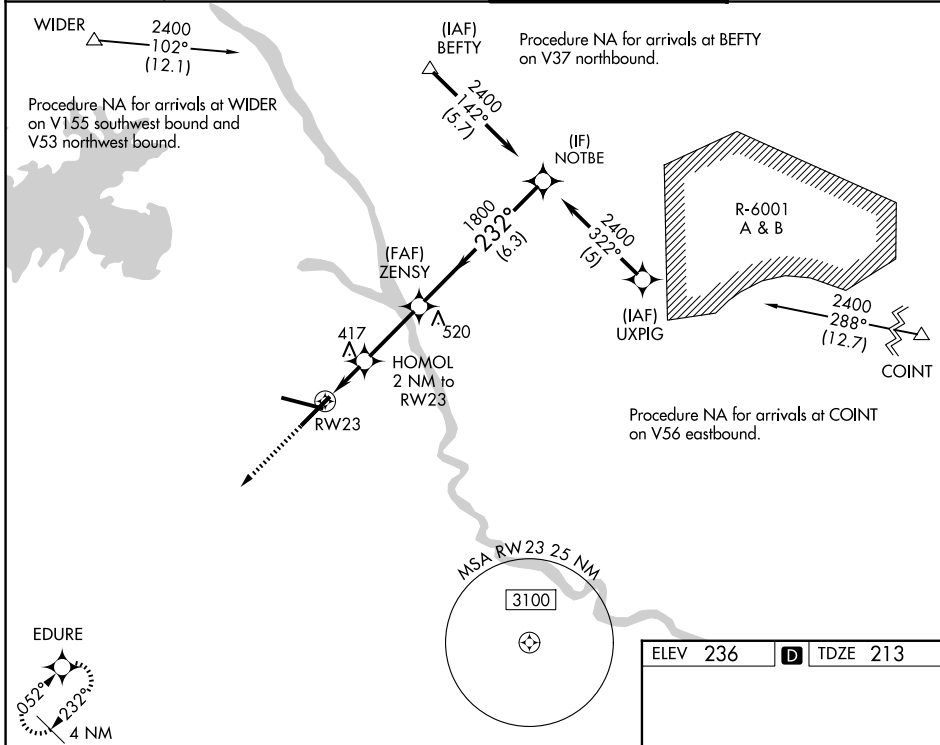 WIDER
2400
102°
(12.1)
Procedure NA for arrivals at WIDER
on V155 southwest bound and
V53 northwest bound.
(IAF)
BEFTY
2400
142°
(5.7)
Procedure NA for arrivals at BEFTY
on V37 northbound.
(IF)
NOTBE
1800
232°
(6.3)
2400
322°
(5)
R-6001
A & B
(IAF)
UXPIG
2400
288°
(12.7)
COINT
(FAF)
ZENSY
520
417
HOMOL
2 NM to
RW23
RW23
Procedure NA for arrivals at COINT
on V56 eastbound.
MSA RW 23 25 NM
3100
EDURE
052°
232°
4 NM
ELEV 236 D TDZE 213